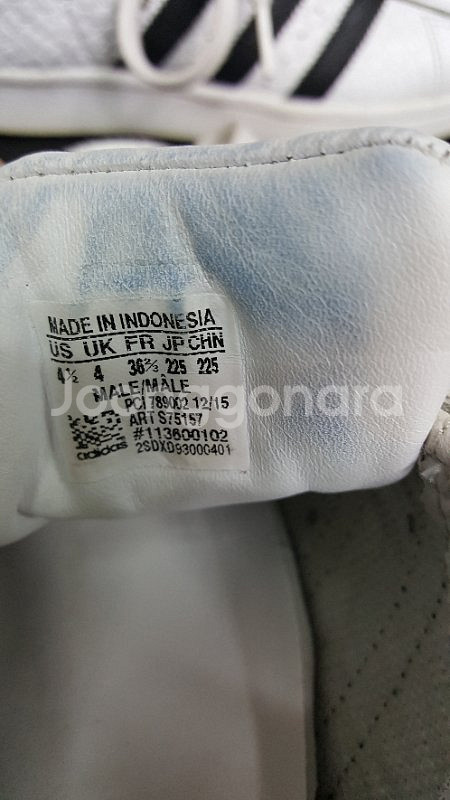 MADE IN INDONESIA
US UK FR JP CHN
4½ 4 36⅔ 225 225
MALE/MÂLE
PCI 789002 12/15
ART S75157
#113600102
adidas 2SDXD93000401
Joonggonara